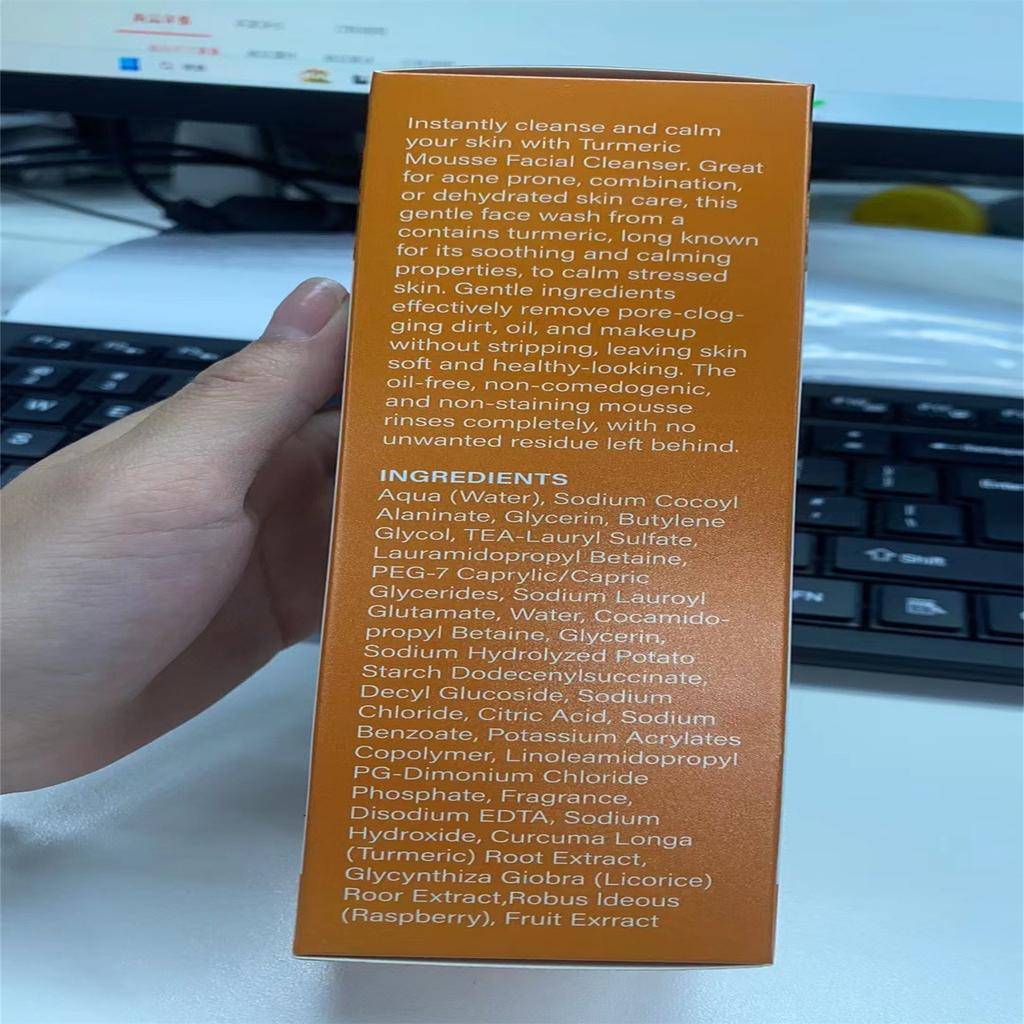 Instantly cleanse and calm
your skin with Turmeric
Mousse Facial Cleanser. Great
for acne prone, combination,
or dehydrated skin care, this
gentle face wash from a
contains turmeric, long known
for its soothing and calming
properties, to calm stressed
skin. Gentle ingredients
effectively remove pore-clog-
ging dirt, oil, and makeup
without stripping, leaving skin
soft and healthy-looking. The
oil-free, non-comedogenic,
and non-staining mousse
rinses completely, with no
unwanted residue left behind.
INGREDIENTS
Aqua (Water), Sodium Cocoyl
Alaninate, Glycerin, Butylene
Glycol, TEA-Lauryl Sulfate,
Lauramidopropyl Betaine,
PEG-7 Caprylic/Capric
Glycerides, Sodium Lauroyl
Glutamate, Water, Cocamido-
propyl Betaine, Glycerin,
Sodium Hydrolyzed Potato
Starch Dodecenylsuccinate,
Decyl Glucoside, Sodium
Chloride, Citric Acid, Sodium
Benzoate, Potassium Acrylates
Copolymer, Linoleamidopropyl
PG-Dimonium Chloride
Phosphate, Fragrance,
Disodium EDTA, Sodium
Hydroxide, Curcuma Longa
(Turmeric) Root Extract,
Glycynthiza Giobra (Licorice)
Roor Extract,Robus Ideous
(Raspberry), Fruit Exrract
W
E
S
Enter
Shift
FN